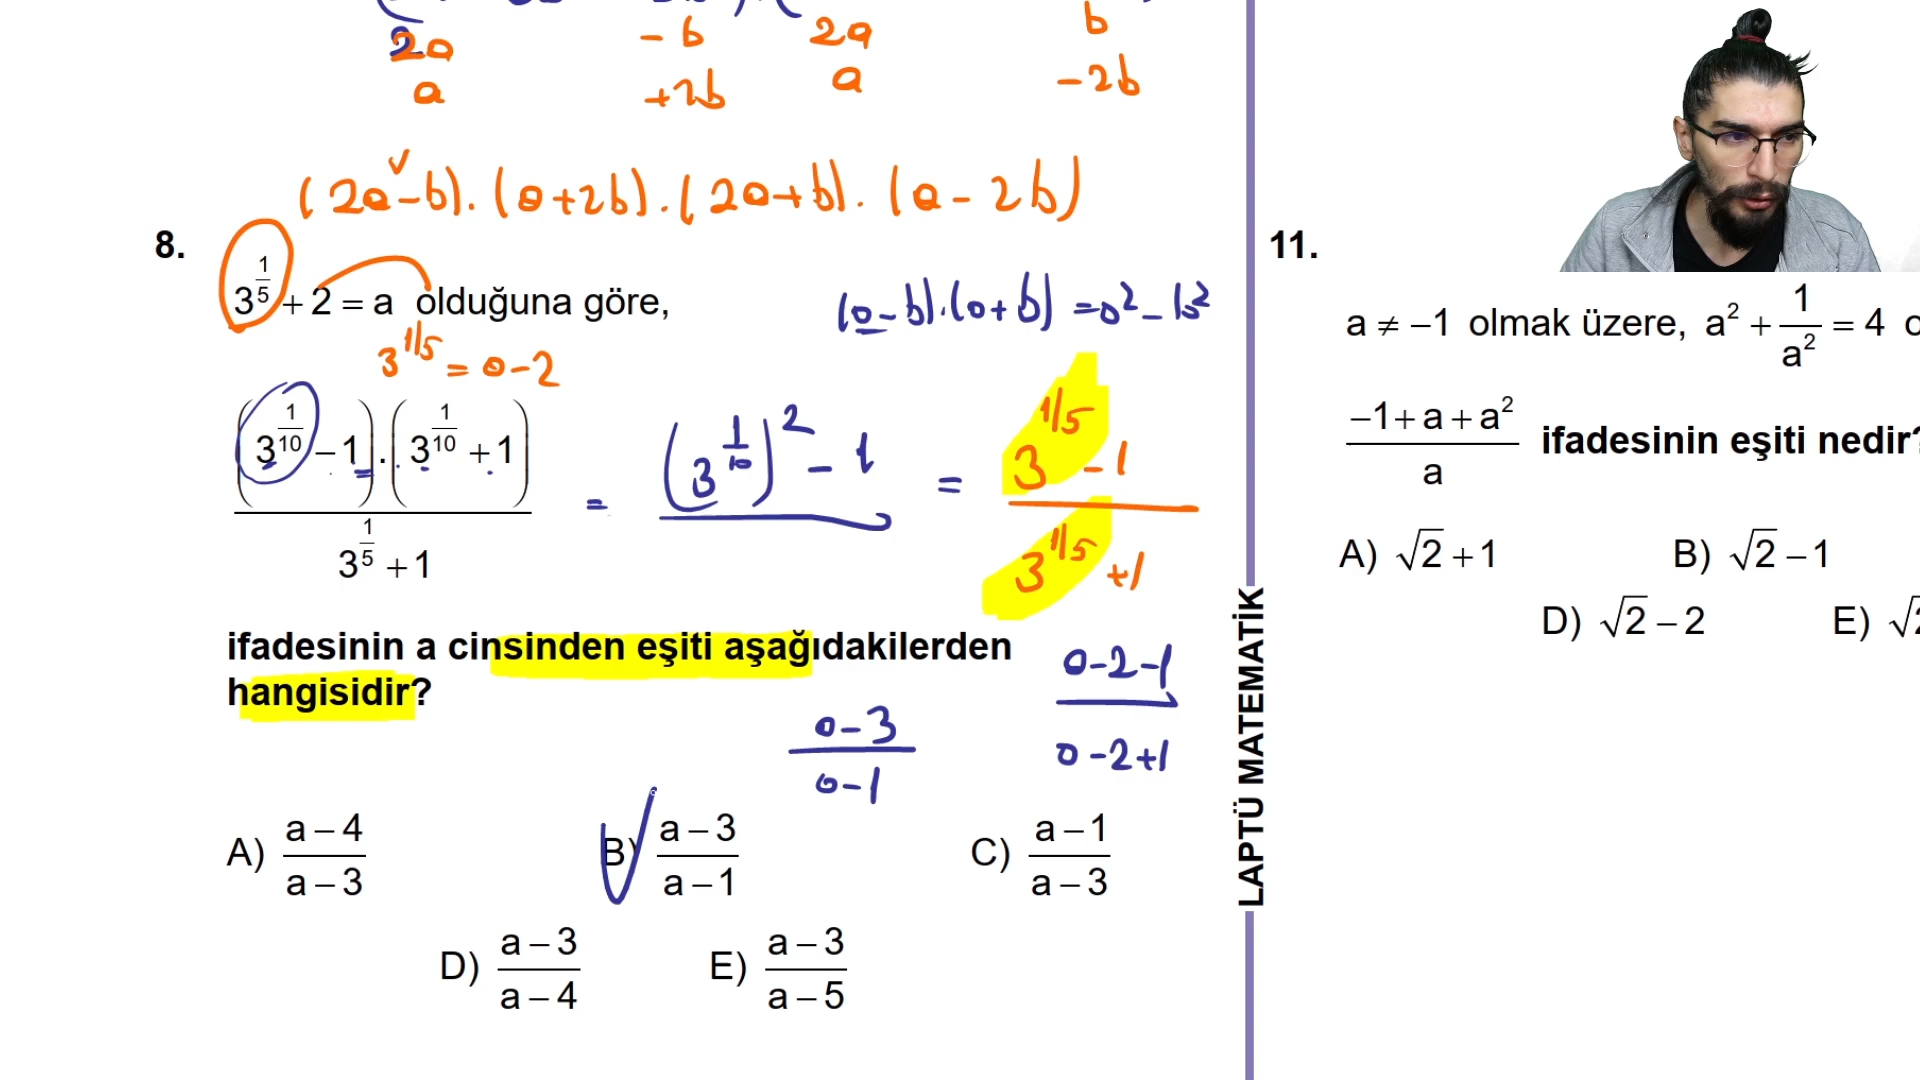 2a - b 2a b
a +2b a -2b
(2a - b) . (a + 2b) . (2a + b) . (a - 2b)
8.
3^(1/5) + 2 = a olduğuna göre,
(a - b) . (a + b) = a² - b²
3^(1/5) = a - 2
(3^(1/10) - 1) . (3^(1/10) + 1)
3^(1/5) + 1
= (3^(1/10))² - 1
= 3^(1/5) - 1
3^(1/5) + 1
ifadesinin a cinsinden eşiti aşağıdakilerden
hangisidir?
a - 2 - 1
a - 2 + 1
a - 3
a - 1
A) (a - 4)/(a - 3) B) (a - 3)/(a - 1) C) (a - 1)/(a - 3)
D) (a - 3)/(a - 4) E) (a - 3)/(a - 5)
LAPTÜ MATEMATİK
11.
a ≠ -1 olmak üzere, a² + 1/a² = 4
(-1 + a + a²)/a ifadesinin eşiti nedir?
A) √2 + 1 B) √2 - 1
D) √2 - 2 E)